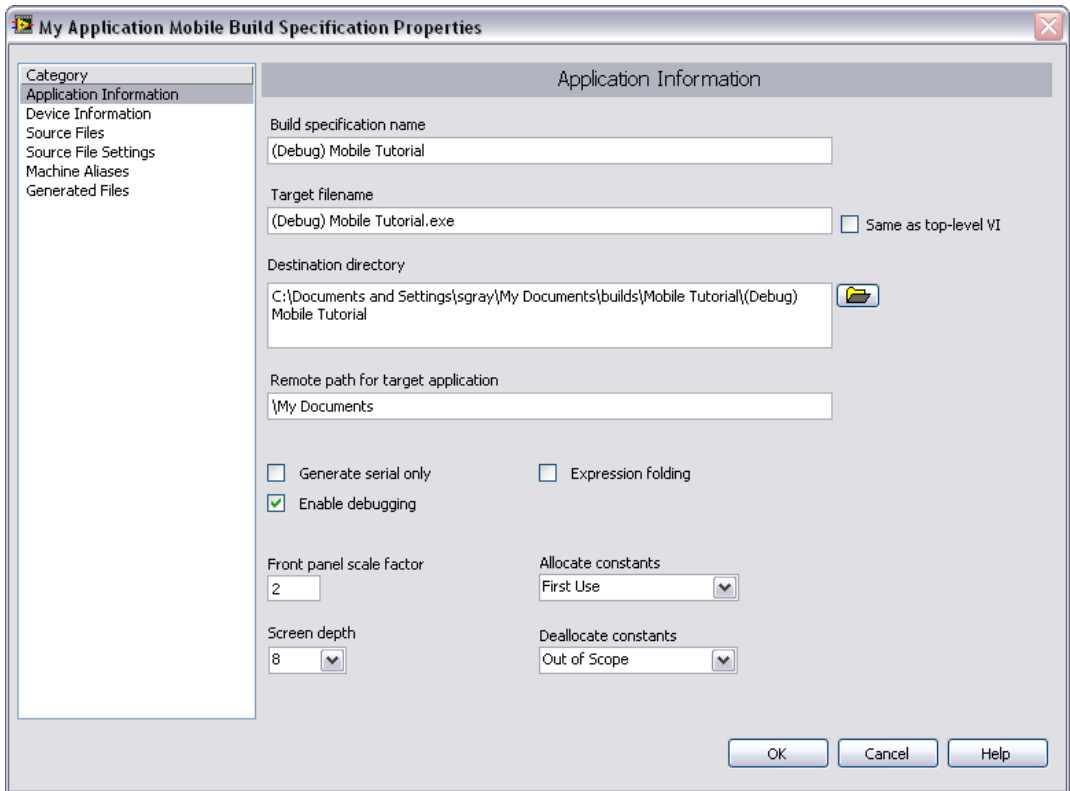 My Application Mobile Build Specification Properties
Category
Application Information
Device Information
Source Files
Source File Settings
Machine Aliases
Generated Files
Application Information
Build specification name
(Debug) Mobile Tutorial
Target filename
(Debug) Mobile Tutorial.exe
Same as top-level VI
Destination directory
C:\Documents and Settings\sgray\My Documents\builds\Mobile Tutorial\(Debug)
Mobile Tutorial
Remote path for target application
\My Documents
Generate serial only
Expression folding
Enable debugging
Front panel scale factor
2
Allocate constants
First Use
Screen depth
8
Deallocate constants
Out of Scope
OK
Cancel
Help